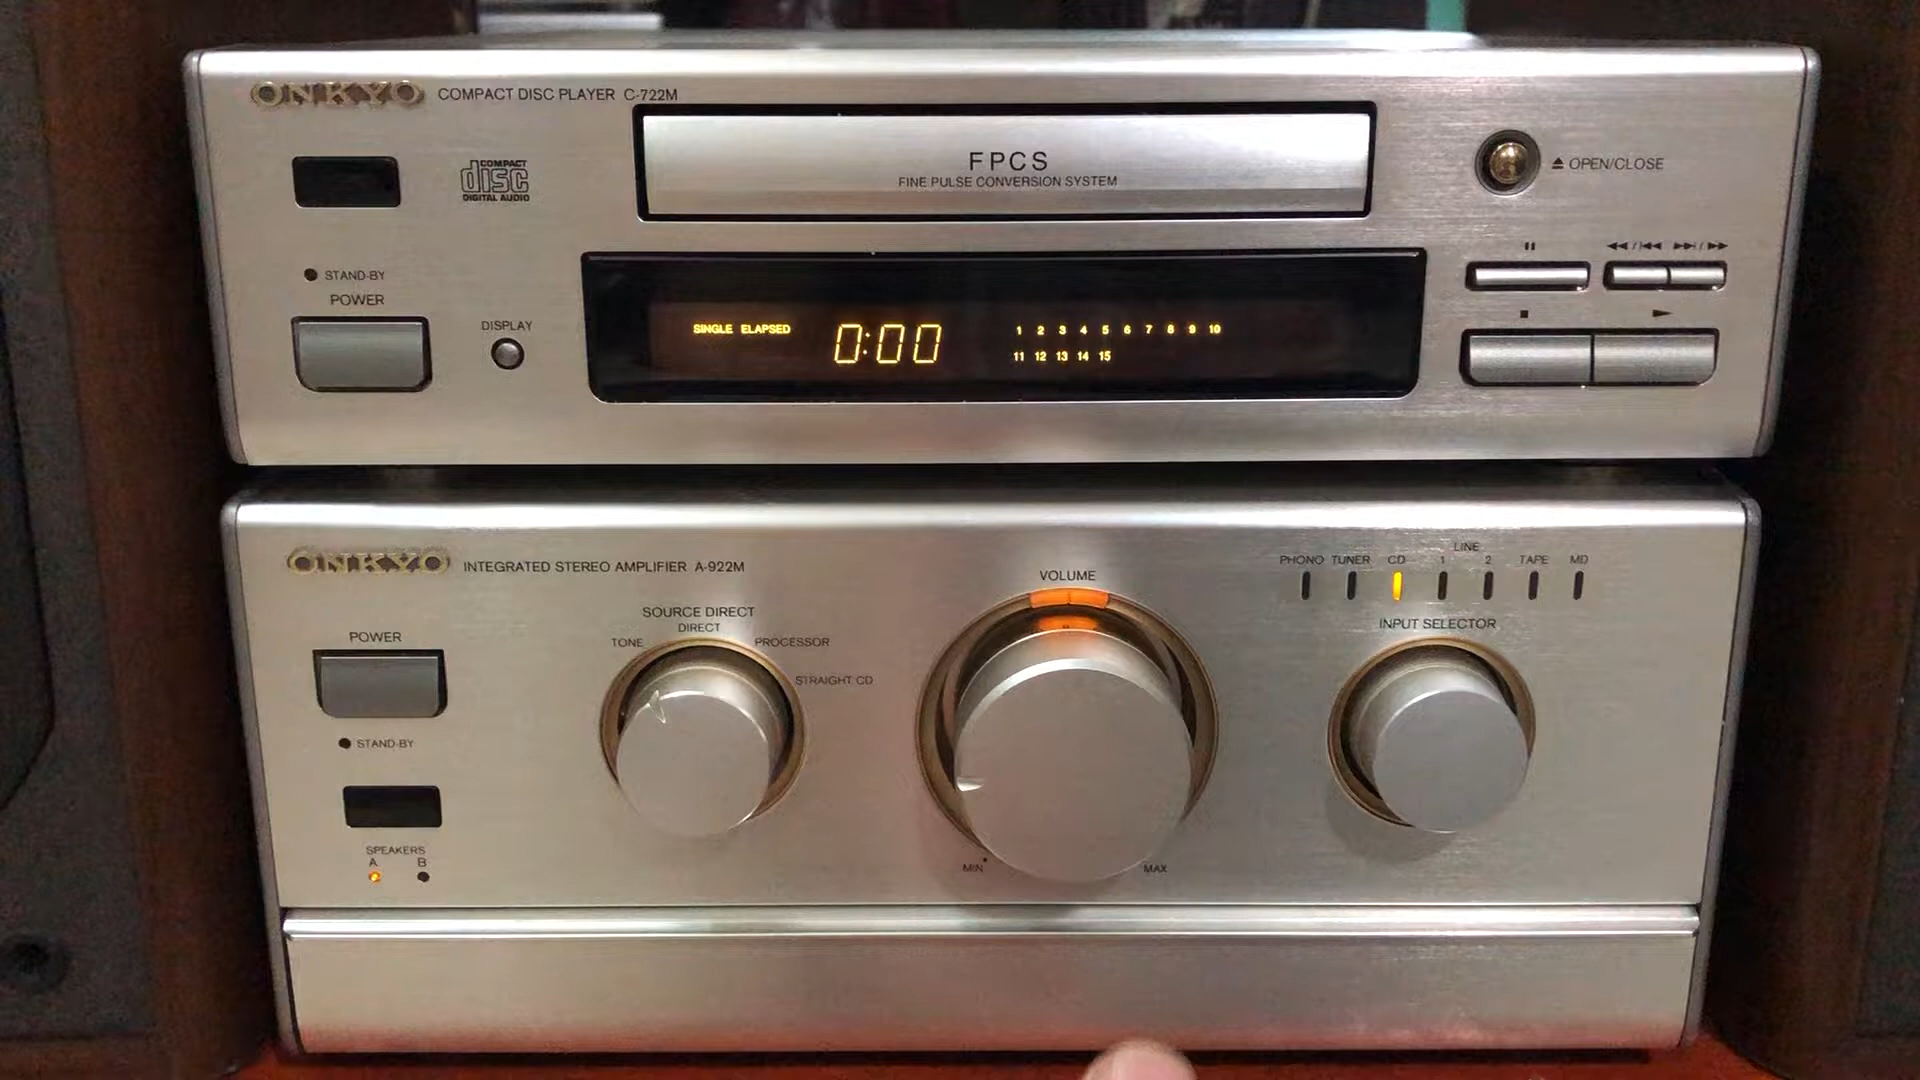 ONKYO COMPACT DISC PLAYER C-722M
FPCS
FINE PULSE CONVERSION SYSTEM
COMPACT
disc
DIGITAL AUDIO
OPEN/CLOSE
STAND-BY
POWER
DISPLAY
SINGLE ELAPSED 0:00
1 2 3 4 5 6 7 8 9 10
11 12 13 14 15
ONKYO INTEGRATED STEREO AMPLIFIER A-922M
POWER
STAND-BY
SPEAKERS
A B
SOURCE DIRECT
DIRECT
TONE PROCESSOR
STRAIGHT CD
VOLUME
MIN MAX
LINE
PHONO TUNER CD 1 2 TAPE MD
INPUT SELECTOR